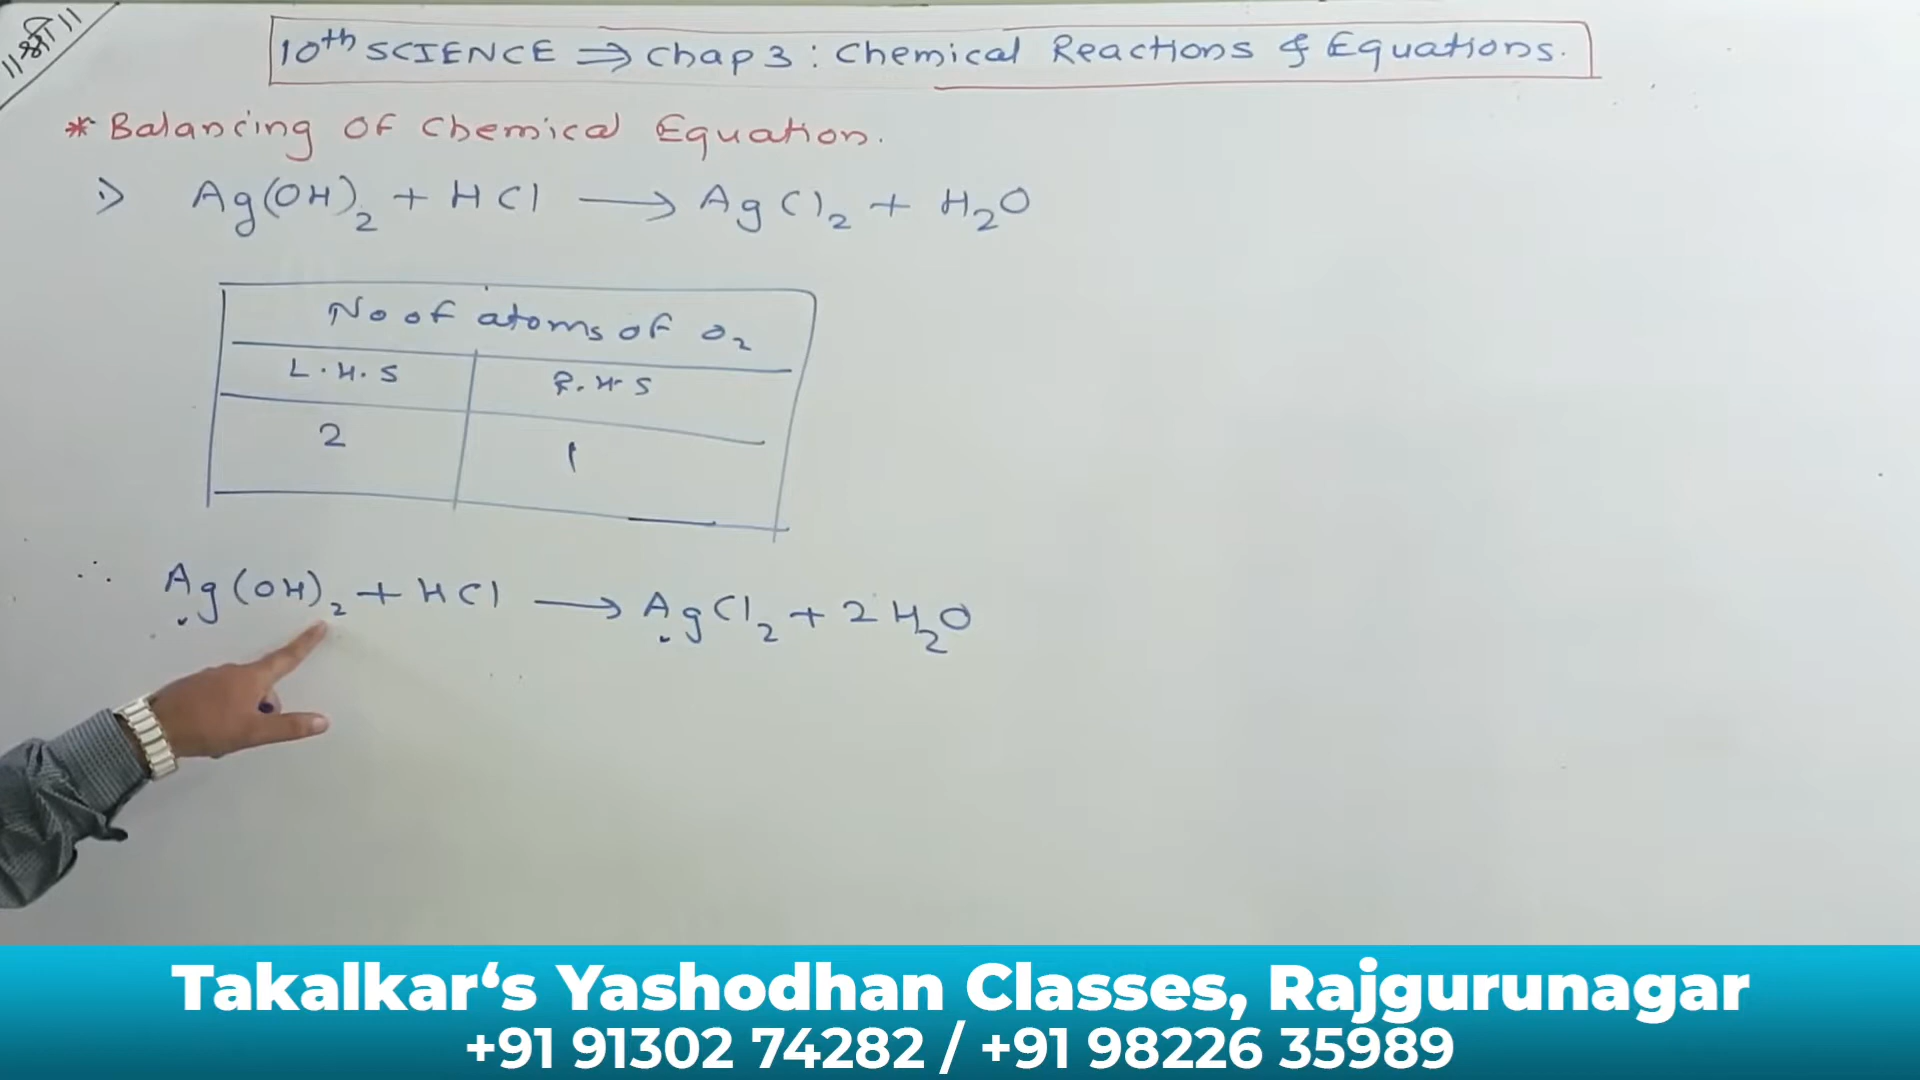 ॥श्री॥
10th SCIENCE ⇒ Chap 3 : Chemical Reactions & Equations.
* Balancing of Chemical Equation.
1) Ag(OH)₂ + HCl ⟶ AgCl₂ + H₂O
No of atoms of O₂
L.H.S R.H.S
2 1
∴ Ag(OH)₂ + HCl ⟶ AgCl₂ + 2H₂O
Takalkar‘s Yashodhan Classes, Rajgurunagar
+91 91302 74282 / +91 98226 35989